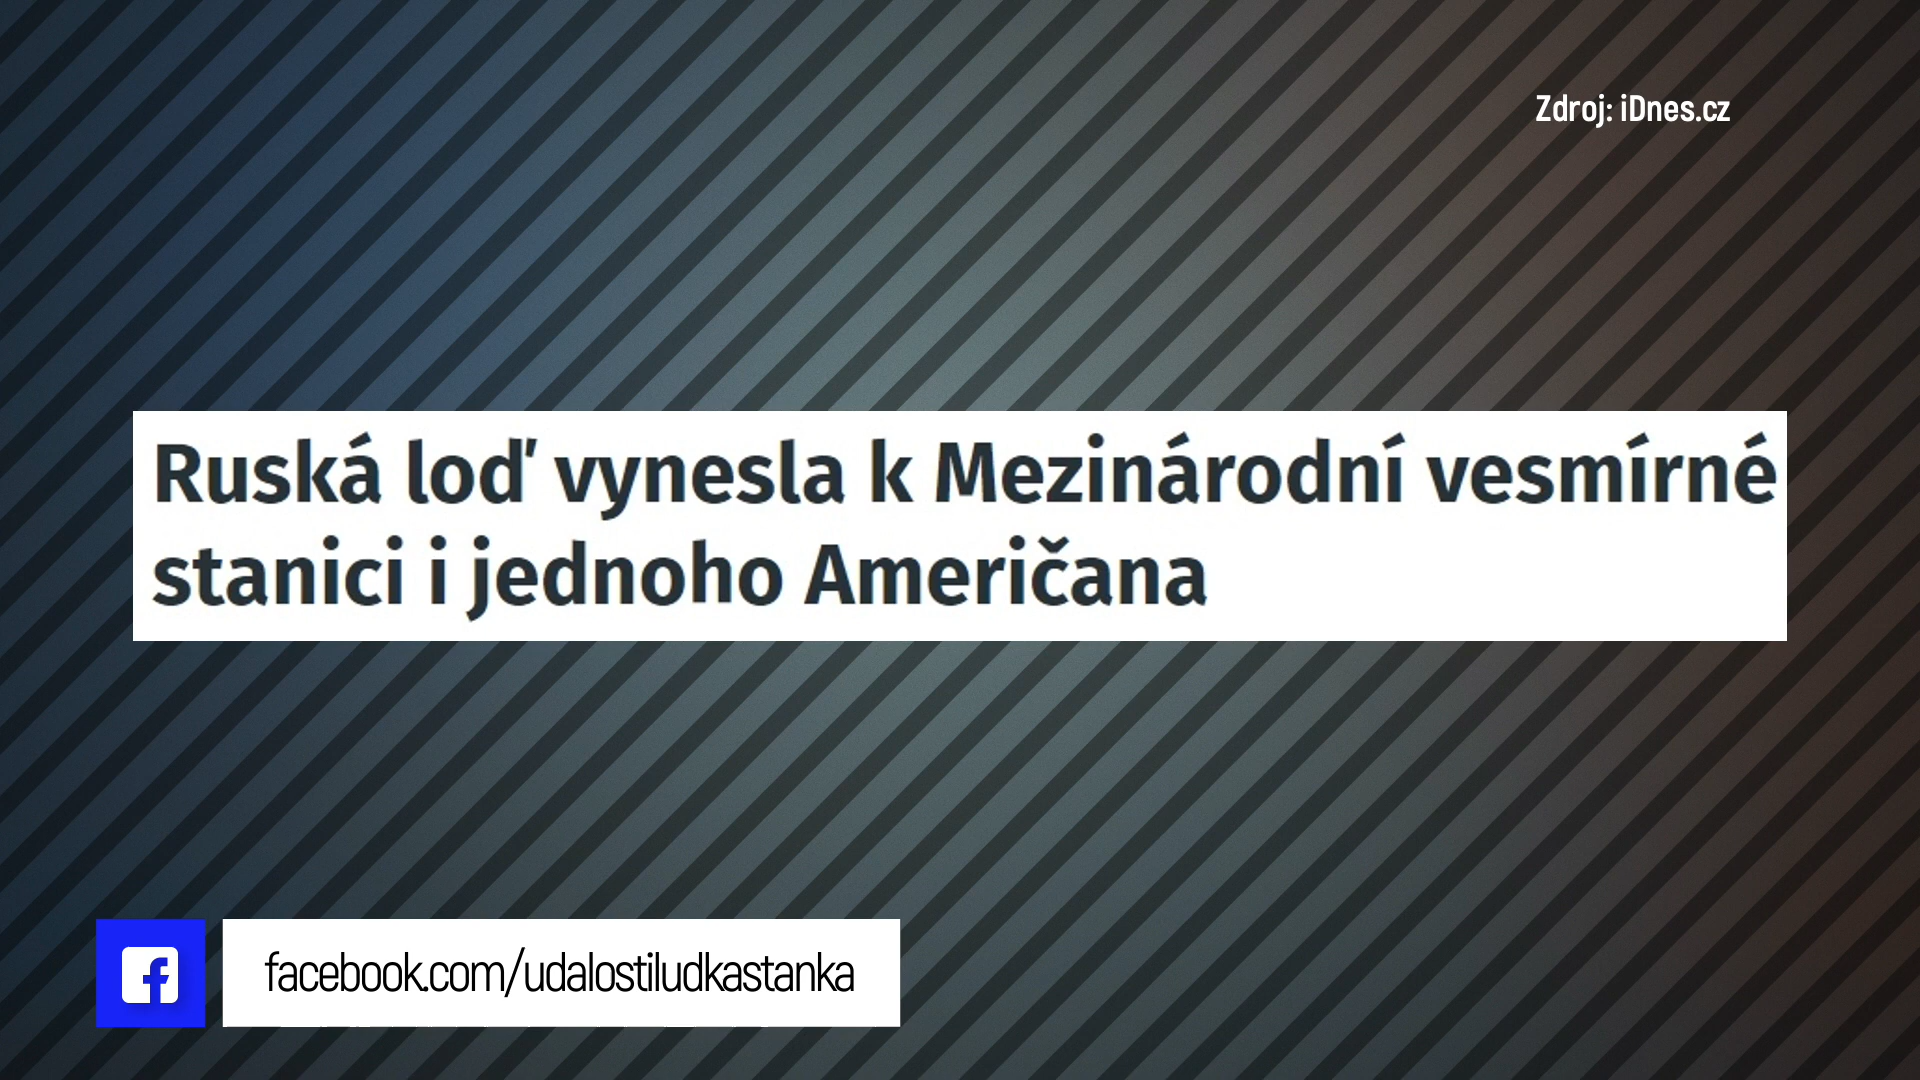 Zdroj: iDnes.cz
Ruská loď vynesla k Mezinárodní vesmírné
stanici i jednoho Američana
facebook.com/udalostiludkastanka